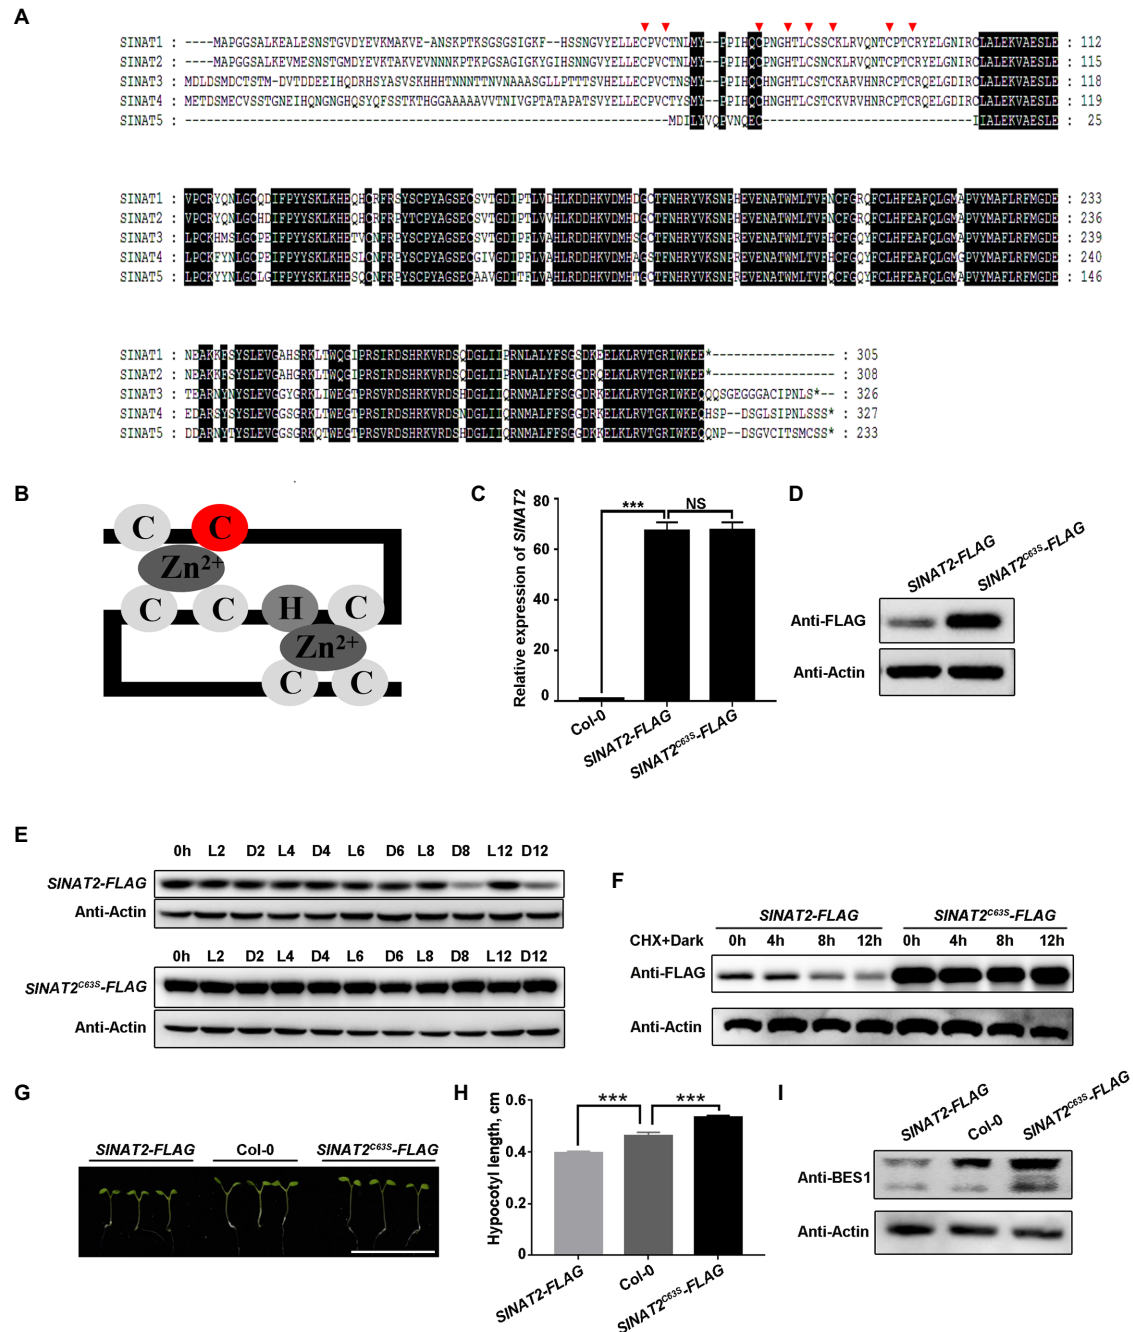 A
SINAT1 : ----MAPGGSALKEALESNSTGVDYEVKMAKVE-ANSKPTKSGSGSIGKF--HSSNGVYELLECPVCTNLMY--PPIHQCPNGHTLCSSCKLRVQNTCPTCRYELGNIRCLALEKVAESLE : 112
SINAT2 : ----MAPGGSALKEVMESNSTGMDYEVKTAKVEVNNNKPTKPGSAGIGKYGIHSNNGVYELLECPVCTNLMY--PPIHQCPNGHTLCSNCKLRVQNTCPTCRYELGNIRCLALEKVAESLE : 115
SINAT3 : MDLDSMDCTSTM-DVTDDEEIHQDRHSYASVSKHHHTNNNTTNVNAAASGLLPTTTSVHELLECPVCTNSMY--PPIHQCHNGHTLCSTCKARVHNRCPTCRQELGDIRCLALEKVAESLE : 118
SINAT4 : METDSMECVSSTGNEIHQNGNGHQSYQFSSTKTHGGAAAAAVVTNIVGPTATAPATSVYELLECPVCTYSMY--PPIHQCHNGHTLCSTCKVRVHNRCPTCRQELGDIRCLALEKVAESLE : 119
SINAT5 : -------------------------------------------------------------------MDILYVQPVNQEC------------------------------IIALEKVAESLE : 25
SINAT1 : VPCRYQNLGCQDIFPYYSKLKHEQHCRFRSYSCPYAGSECSVTGDIPTLVDHLKDDHKVDMHDGCTFNHRYVKSNPHEVENATWMLTVFNCFGRQFCLHFEAFQLGMAPVYMAFLRFMGDE : 233
SINAT2 : VPCRYQNLGCHDIFPYYSKLKHEQHCRFRPYTCPYAGSECSVTGDIPTLVVHLKDDHKVDMHDGCTFNHRYVKSNPHEVENATWMLTVFNCFGRQFCLHFEAFQLGMAPVYMAFLRFMGDE : 236
SINAT3 : LPCKHMSLGCPEIFPYYSKLKHETVCNFRPYSCPYAGSECSVTGDIPFLVAHLRDDHKVDMHSGCTFNHRYVKSNPREVENATWMLTVFHCFGQYFCLHFEAFQLGMAPVYMAFLRFMGDE : 239
SINAT4 : LPCKFYNLGCPEIFPYYSKLKHESLCNFRPYSCPYAGSECGIVGDIPFLVAHLRDDHKVDMHAGSTFNHRYVKSNPREVENATWMLTVFHCFGQYFCLHFEAFQLGMGPVYMAFLRFMGDE : 240
SINAT5 : LPCKYYNLGCLGIFPYYSKLKHESQCNFRPYSCPYAGSECAAVGDITFLVAHLRDDHKVDMHTGCTFNHRYVKSNPREVENATWMLTVFQCFGQYFCLHFEAFQLGMAPVYMAFLRFMGDE : 146
SINAT1 : NEAKKFSYSLEVGAHSRKLTWQGIPRSIRDSHRKVRDSQDGLIIPRNLALYFSGSDKEELKLRVTGRIWKEE*----------------- : 305
SINAT2 : NEAKKFSYSLEVGAHGRKLTWQGIPRSIRDSHRKVRDSQDGLIIPRNLALYFSGGDRQELKLRVTGRIWKEE*----------------- : 308
SINAT3 : TEARNYNYSLEVGGYGRKLIWEGTPRSVRDSHRKVRDSHDGLIIQRNMALFFSGGDRKELKLRVTGRIWKEQQQSGEGGGACIPNLS*-- : 326
SINAT4 : EDARSYSYSLEVGGSGRKLTWEGTPRSVRDSHRKVRDSNDGLIIQRNMALFFSGGDRKELKLRVTGKIWKEQHSP--DSGLSIPNLSSS* : 327
SINAT5 : DDARNYTYSLEVGGSGRKQTWEGTPRSVRDSHRKVRDSHDGLIIQRNMALFFSGGDKKELKLRVTGRIWKEQQNP--DSGVCITSMCSS* : 233
B
C C
Zn2+
C C H C
Zn2+
C C
C
Relative expression of SINAT2
80
60
40
20
0
*** NS
Col-0
SINAT2-FLAG
SINAT2C63S-FLAG
D
SINAT2-FLAG
SINAT2C63S-FLAG
Anti-FLAG
Anti-Actin
E
0h L2 D2 L4 D4 L6 D6 L8 D8 L12 D12
SINAT2-FLAG
Anti-Actin
0h L2 D2 L4 D4 L6 D6 L8 D8 L12 D12
SINAT2C63S-FLAG
Anti-Actin
F
SINAT2-FLAG SINAT2C63S-FLAG
CHX+Dark 0h 4h 8h 12h 0h 4h 8h 12h
Anti-FLAG
Anti-Actin
G
SINAT2-FLAG Col-0 SINAT2C63S-FLAG
H
Hypocotyl length, cm
0.6
0.4
0.2
0
*** ***
SINAT2-FLAG
Col-0
SINAT2C63S-FLAG
I
SINAT2-FLAG
Col-0
SINAT2C63S-FLAG
Anti-BES1
Anti-Actin